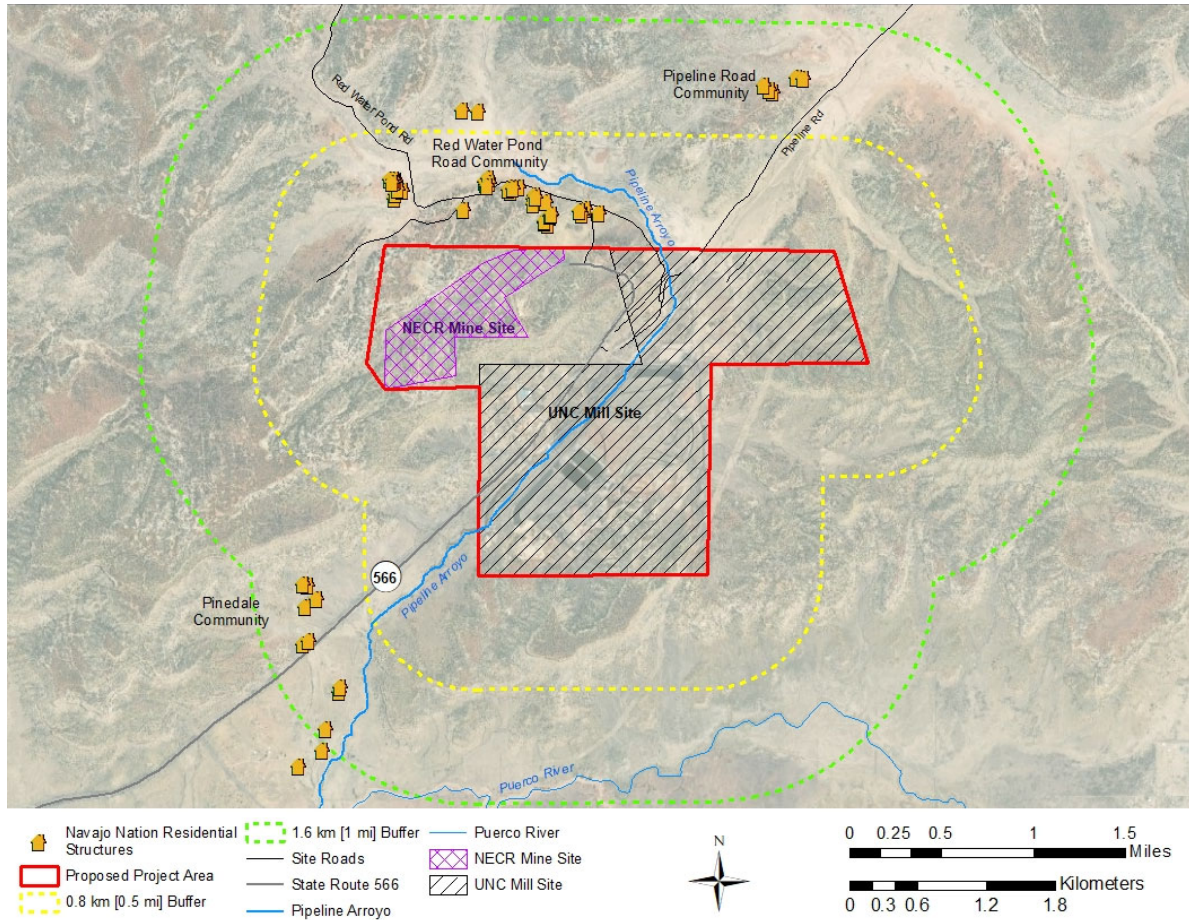 Pipeline Road
Community
Red Water Pond Rd
Pipeline Rd
Red Water Pond
Road Community
Pipeline Arroyo
NECR Mine Site
UNC Mill Site
566
Pipeline Arroyo
Pinedale
Community
Puerco River
Navajo Nation Residential
Structures
Proposed Project Area
0.8 km [0.5 mi] Buffer
1.6 km [1 mi] Buffer
Site Roads
State Route 566
Pipeline Arroyo
Puerco River
NECR Mine Site
UNC Mill Site
N
0 0.25 0.5 1 1.5
Miles
Kilometers
0 0.3 0.6 1.2 1.8